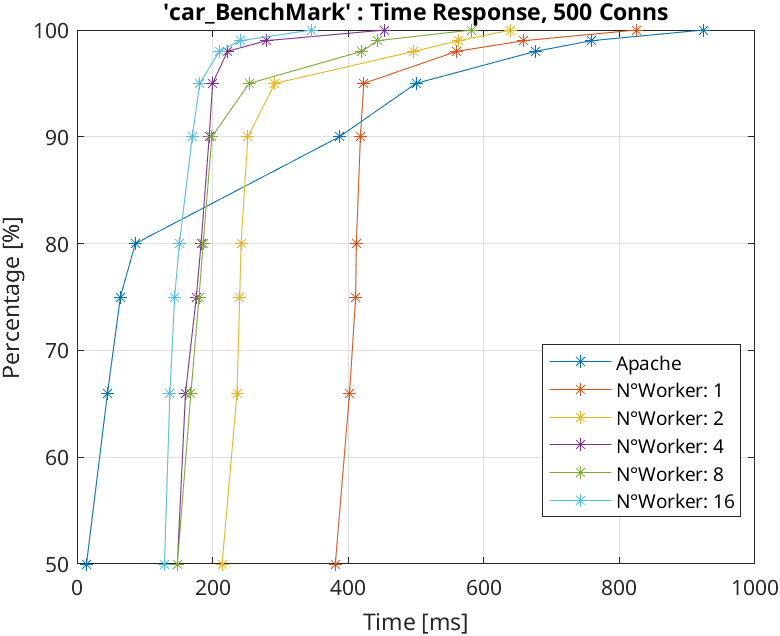 'car_BenchMark' : Time Response, 500 Conns
Percentage [%]
100
90
80
70
60
50
0 200 400 600 800 1000
Time [ms]
Apache
N°Worker: 1
N°Worker: 2
N°Worker: 4
N°Worker: 8
N°Worker: 16